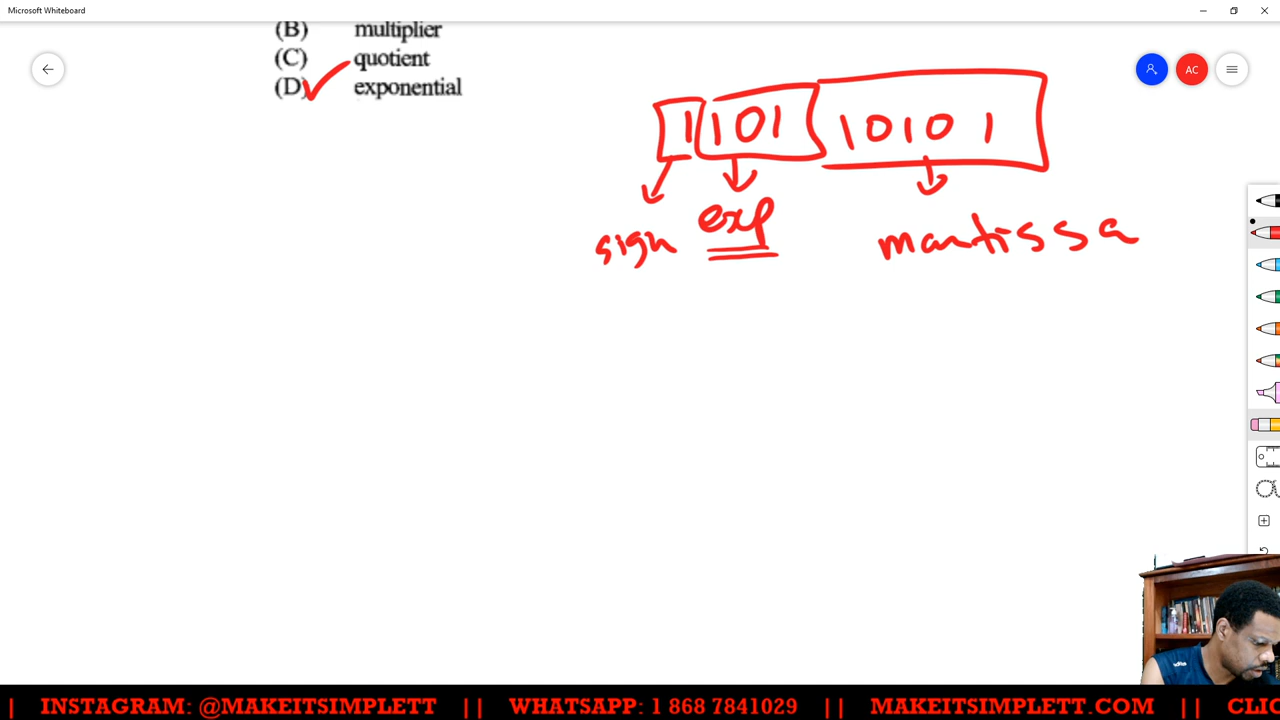 Microsoft Whiteboard
(B) multiplier
(C) quotient
(D) exponential
AC
1 101 10101
sign exp mantissa
| INSTAGRAM: @MAKEITSIMPLETT || WHATSAPP: 1 868 7841029 || MAKEITSIMPLETT.COM || CLIC